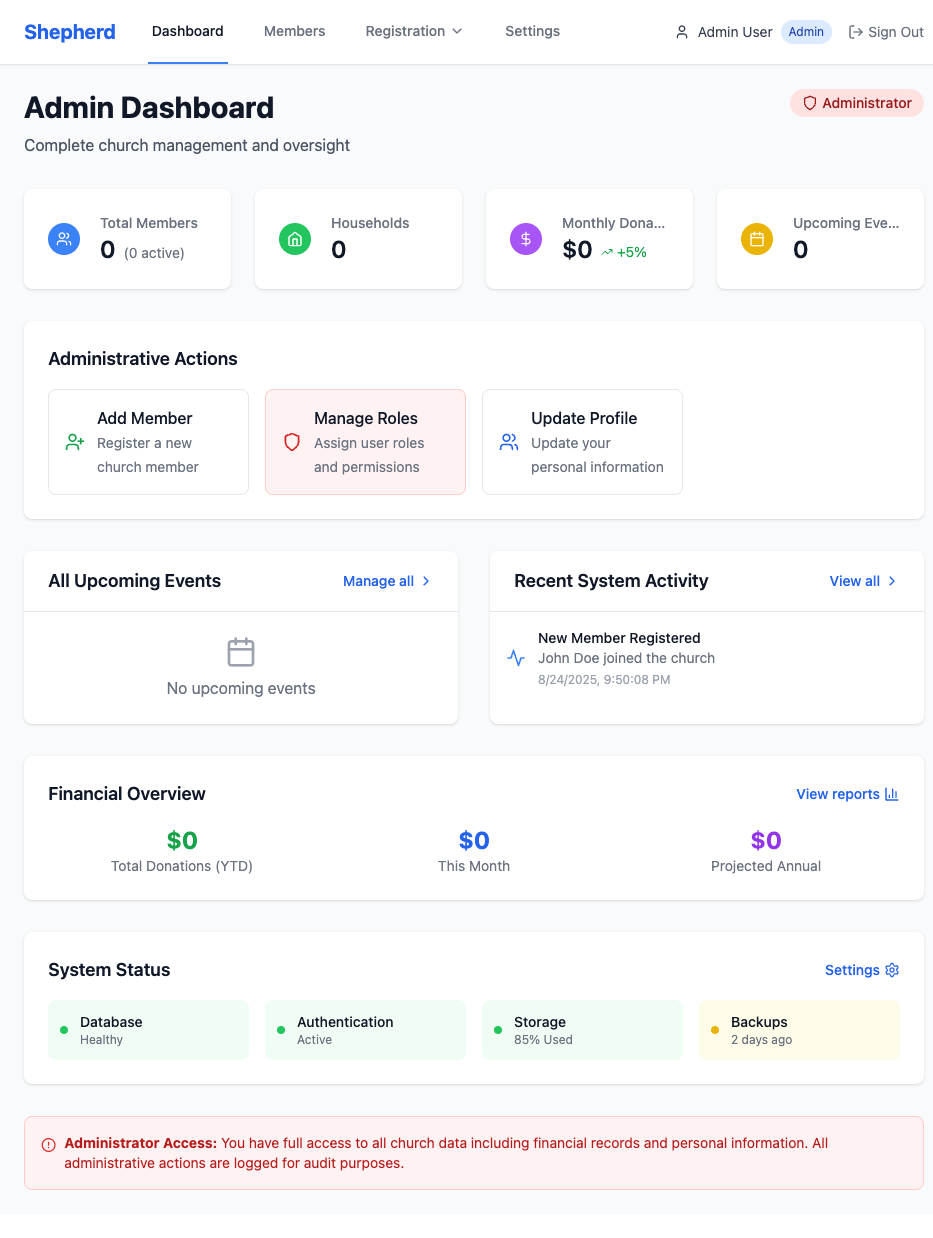 Shepherd
Dashboard
Members
Registration
Settings
Admin User
Admin
Sign Out
Admin Dashboard
Administrator
Complete church management and oversight
Total Members
0 (0 active)
Households
0
Monthly Dona...
$0 +5%
Upcoming Eve...
0
Administrative Actions
Add Member
Register a new
church member
Manage Roles
Assign user roles
and permissions
Update Profile
Update your
personal information
All Upcoming Events
Manage all
No upcoming events
Recent System Activity
View all
New Member Registered
John Doe joined the church
8/24/2025, 9:50:08 PM
Financial Overview
View reports
$0
Total Donations (YTD)
$0
This Month
$0
Projected Annual
System Status
Settings
Database
Healthy
Authentication
Active
Storage
85% Used
Backups
2 days ago
Administrator Access: You have full access to all church data including financial records and personal information. All
administrative actions are logged for audit purposes.